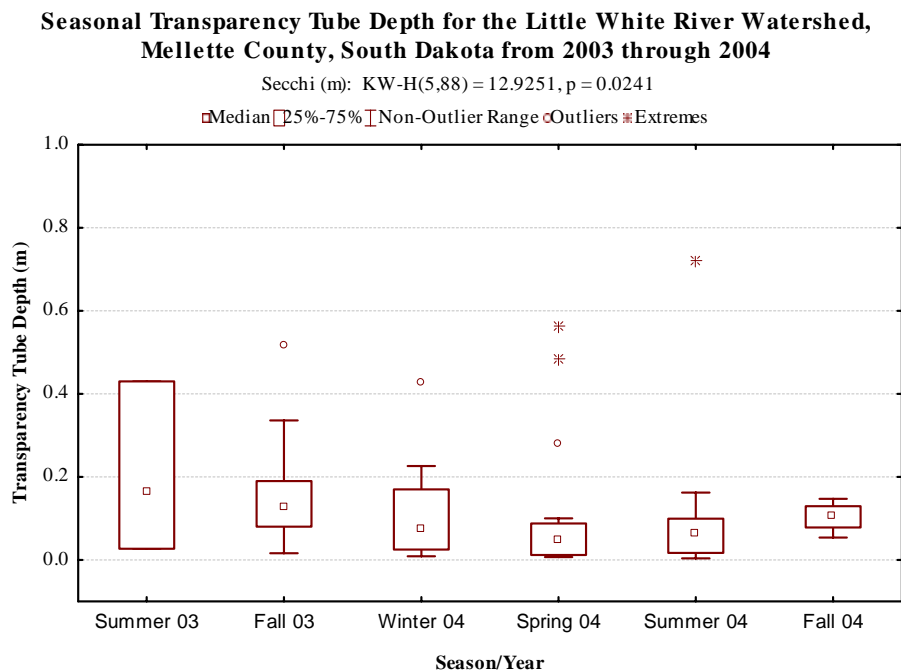 Seasonal Transparency Tube Depth for the Little White River Watershed,
Mellette County, South Dakota from 2003 through 2004
Secchi (m): KW-H(5,88) = 12.9251, p = 0.0241
Median 25%-75% Non-Outlier Range Outliers Extremes
Transparency Tube Depth (m)
1.0
0.8
0.6
0.4
0.2
0.0
Summer 03 Fall 03 Winter 04 Spring 04 Summer 04 Fall 04
Season/Year